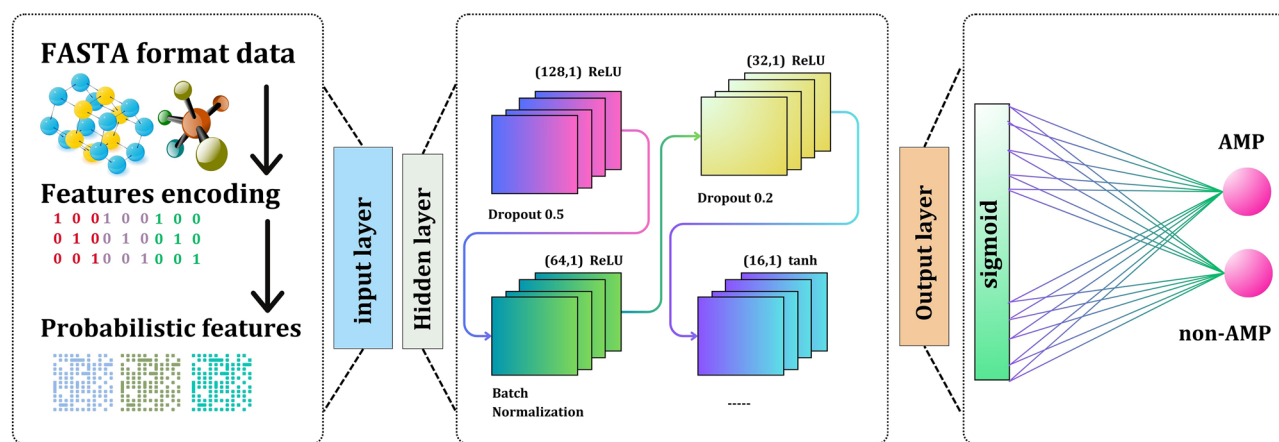 FASTA format data
Features encoding
1 0 0 1 0 0 1 0 0
0 1 0 0 1 0 0 1 0
0 0 1 0 0 1 0 0 1
Probabilistic features
input layer
Hidden layer
(128,1) ReLU
Dropout 0.5
(64,1) ReLU
Batch
Normalization
(32,1) ReLU
Dropout 0.2
(16,1) tanh
-----
Output layer
sigmoid
AMP
non-AMP